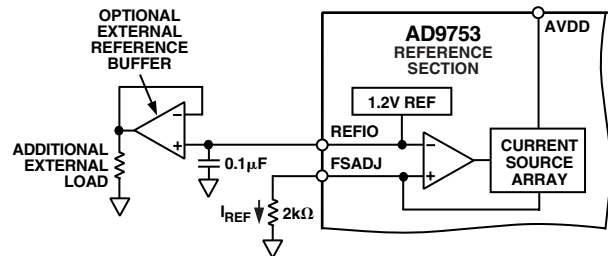 OPTIONAL
EXTERNAL
REFERENCE
BUFFER
AD9753
REFERENCE
SECTION
AVDD
1.2V REF
−
+
REFIO
ADDITIONAL
EXTERNAL
LOAD
0.1μF
FSADJ
−
+
CURRENT
SOURCE
ARRAY
IREF
2kΩ